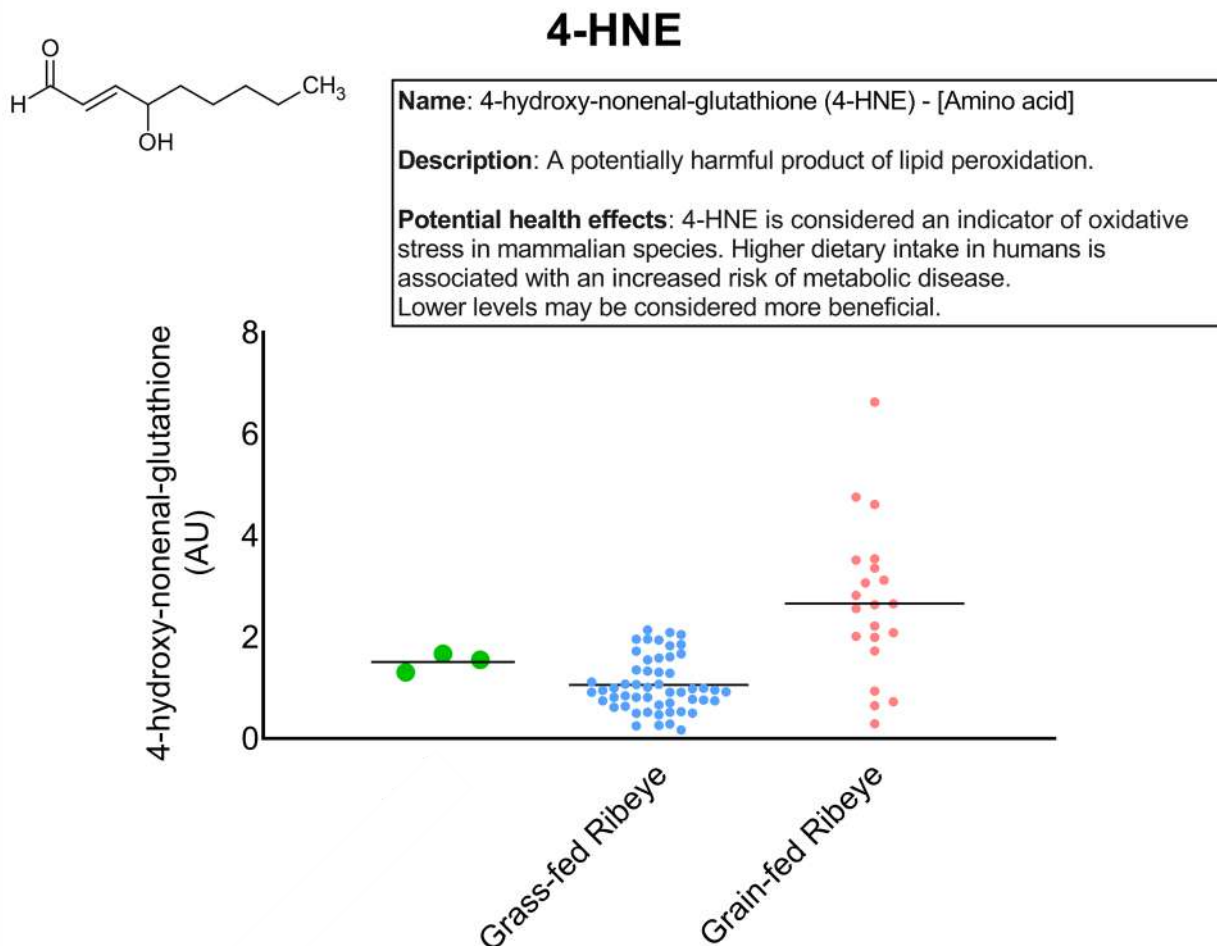 4-HNE
O
H
CH3
OH
Name: 4-hydroxy-nonenal-glutathione (4-HNE) - [Amino acid]
Description: A potentially harmful product of lipid peroxidation.
Potential health effects: 4-HNE is considered an indicator of oxidative
stress in mammalian species. Higher dietary intake in humans is
associated with an increased risk of metabolic disease.
Lower levels may be considered more beneficial.
4-hydroxy-nonenal-glutathione
(AU)
8
6
4
2
0
Grass-fed Ribeye
Grain-fed Ribeye